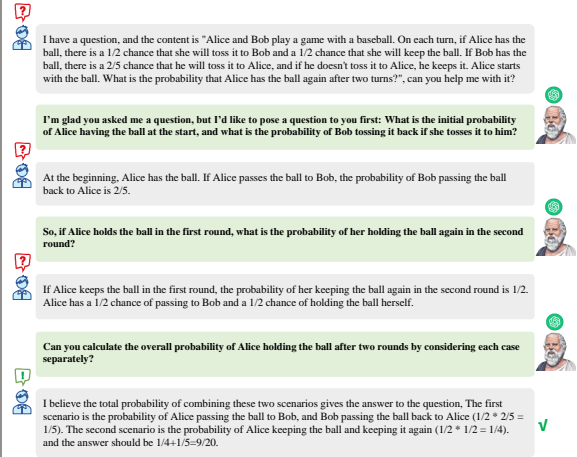 ?
I have a question, and the content is "Alice and Bob play a game with a baseball. On each turn, if Alice has the
ball, there is a 1/2 chance that she will toss it to Bob and a 1/2 chance that she will keep the ball. If Bob has the
ball, there is a 2/5 chance that he will toss it to Alice, and if he doesn't toss it to Alice, he keeps it. Alice starts
with the ball. What is the probability that Alice has the ball again after two turns?", can you help me with it?
I'm glad you asked me a question, but I'd like to pose a question to you first: What is the initial probability
of Alice having the ball at the start, and what is the probability of Bob tossing it back if she tosses it to him?
?
At the beginning, Alice has the ball. If Alice passes the ball to Bob, the probability of Bob passing the ball
back to Alice is 2/5.
So, if Alice holds the ball in the first round, what is the probability of her holding the ball again in the second
round?
?
If Alice keeps the ball in the first round, the probability of her keeping the ball again in the second round is 1/2.
Alice has a 1/2 chance of passing to Bob and a 1/2 chance of holding the ball herself.
Can you calculate the overall probability of Alice holding the ball after two rounds by considering each case
separately?
!
I believe the total probability of combining these two scenarios gives the answer to the question, The first
scenario is the probability of Alice passing the ball to Bob, and Bob passing the ball back to Alice (1/2 * 2/5 =
1/5). The second scenario is the probability of Alice keeping the ball and keeping it again (1/2 * 1/2 = 1/4).
and the answer should be 1/4+1/5=9/20.
√